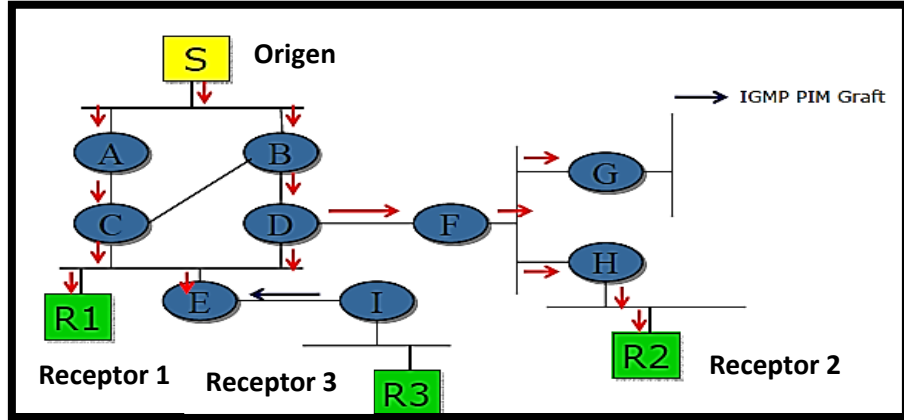 S
Origen
IGMP PIM Graft
A
B
G
C
D
F
H
E
I
R1
R2
R3
Receptor 1
Receptor 3
Receptor 2